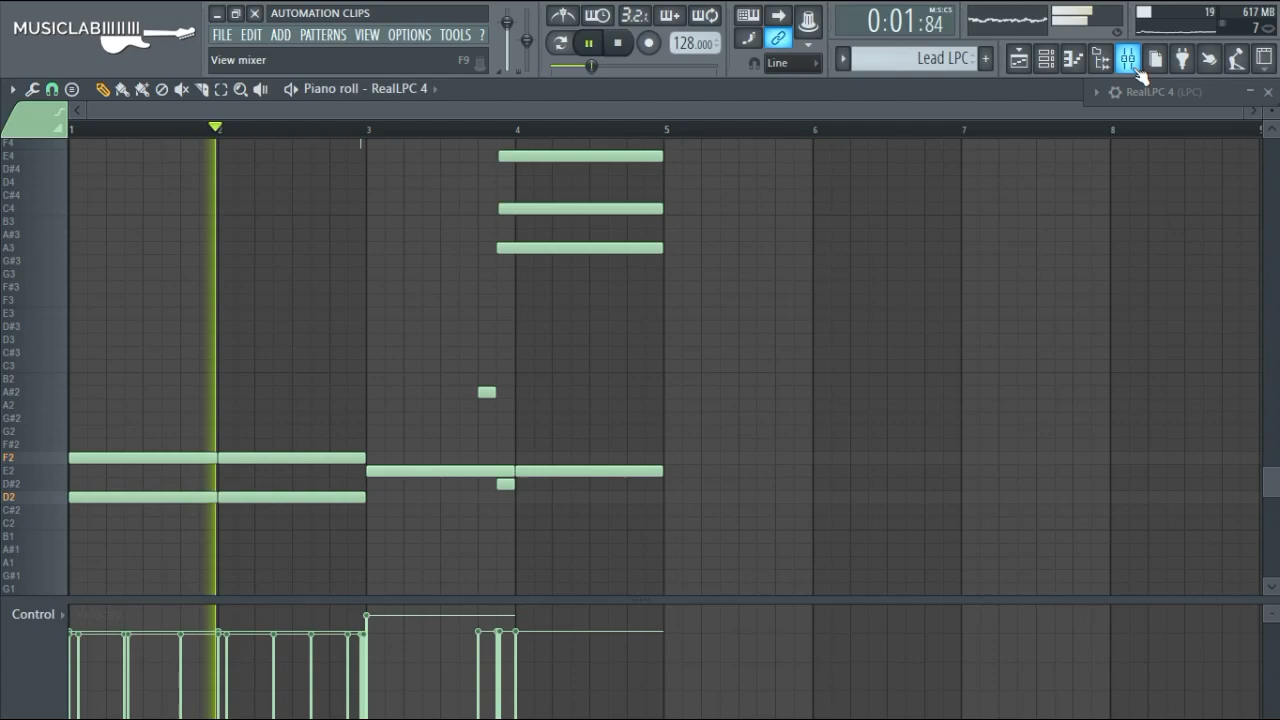 MUSICLAB
AUTOMATION CLIPS
FILE EDIT ADD PATTERNS VIEW OPTIONS TOOLS ?
View mixer F9
3.2:
128.000
0:01:84
M:S:CS
19
617 MB
7
Line
Lead LPC
Piano roll - RealLPC 4
RealLPC 4 (LPC)
1 2 3 4 5 6 7 8 9
F4
E4
D#4
D4
C#4
C4
B3
A#3
A3
G#3
G3
F#3
F3
E3
D#3
D3
C#3
C3
B2
A#2
A2
G#2
G2
F#2
F2
E2
D#2
D2
C#2
C2
B1
A#1
A1
G#1
G1
Control